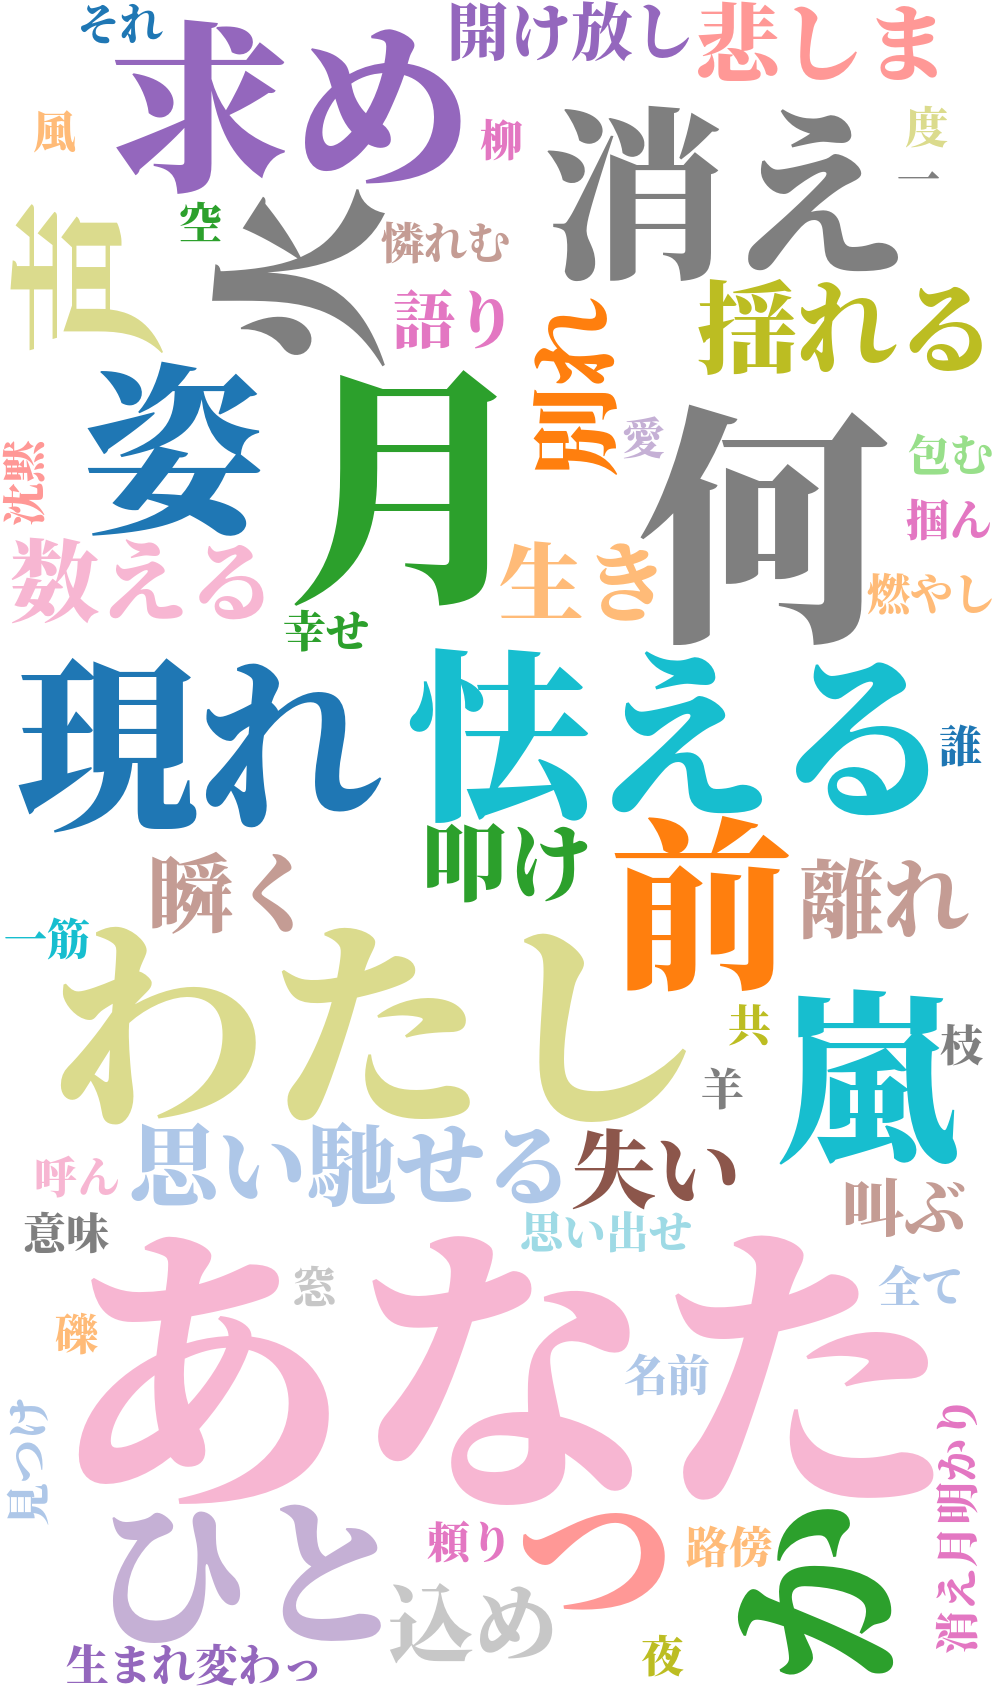 それ
求め
開け放し
悲しま
風
柳
消え
度
一
声
空
人
憐れむ
語り
別れ
揺れる
姿
月
愛
何
包む
沈黙
掴ん
数える
生き
燃やし
幸せ
現れ
怯える
誰
叩け
前
瞬く
離れ
一筋
わたし
共
嵐
枝
羊
思い馳せる
失い
呼ん
叫ぶ
意味
思い出せ
あなた
窓
全て
礫
名前
見つけ
消え月明かり
ひと
っ
か
頼り
路傍
込め
夜
生まれ変わっ